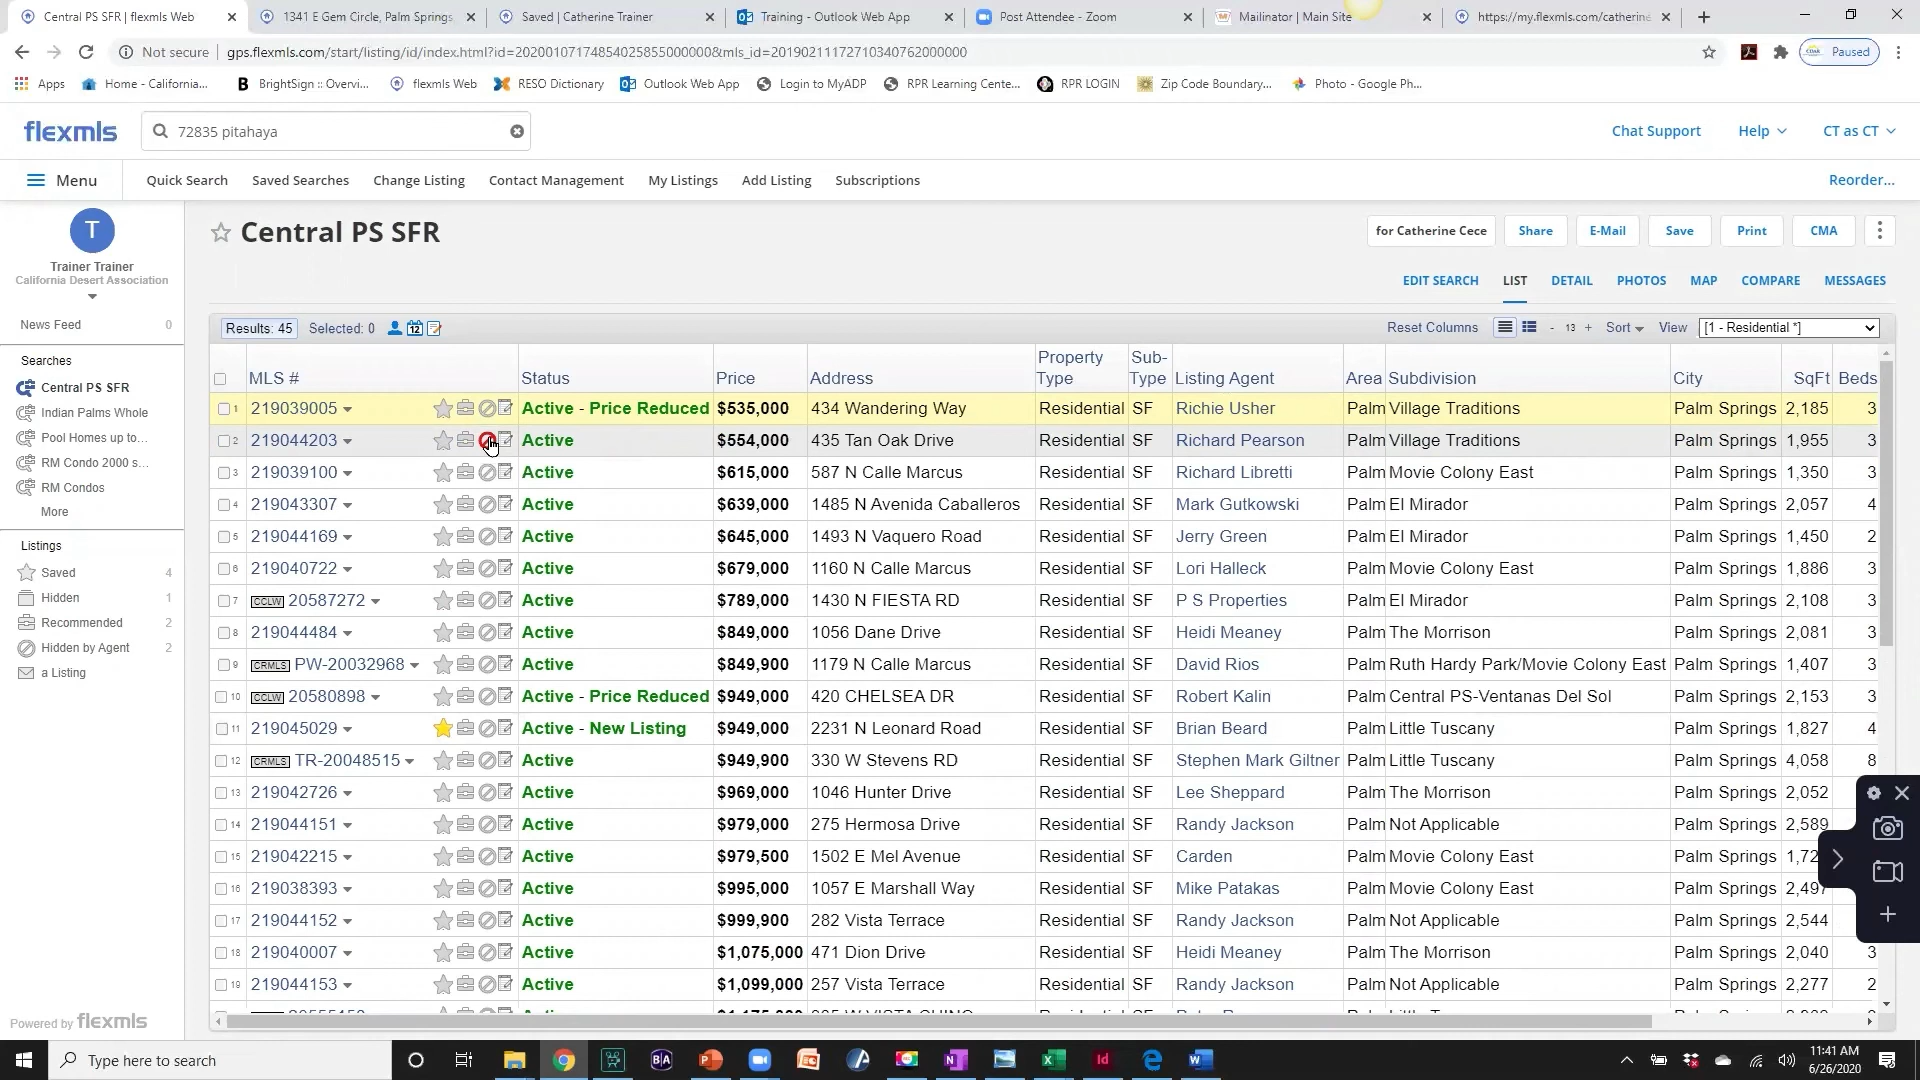 Central PS SFR | flexmls Web
1341 E Gem Circle, Palm Springs,
Saved | Catherine Trainer
Training - Outlook Web App
Post Attendee - Zoom
Mailinator | Main Site
https://my.flexmls.com/catherine
Not secure | gps.flexmls.com/start/listing/id/index.html?id=20200107174854025855000000&mls_id=20190211172710340762000000
Paused
Apps
Home - California...
BrightSign :: Overvi...
flexmls Web
RESO Dictionary
Outlook Web App
Login to MyADP
RPR Learning Cente...
RPR LOGIN
Zip Code Boundary...
Photo - Google Ph...
flexmls
72835 pitahaya
Chat Support
Help
CT as CT
Menu
Quick Search
Saved Searches
Change Listing
Contact Management
My Listings
Add Listing
Subscriptions
Reorder...
T
Trainer Trainer
California Desert Association
News Feed 0
Searches
Central PS SFR
Indian Palms Whole
Pool Homes up to...
RM Condo 2000 s...
RM Condos
More
Listings
Saved 4
Hidden 1
Recommended 2
Hidden by Agent 2
a Listing
Powered by flexmls
Central PS SFR
for Catherine Cece
Share
E-Mail
Save
Print
CMA
EDIT SEARCH
LIST
DETAIL
PHOTOS
MAP
COMPARE
MESSAGES
Results: 45
Selected: 0
12
Reset Columns
- 13 +
Sort
View
[1 - Residential *]
MLS # Status Price Address Property Type Sub-Type Listing Agent Area Subdivision City SqFt Beds
1 219039005 Active - Price Reduced $535,000 434 Wandering Way Residential SF Richie Usher Palm Village Traditions Palm Springs 2,185 3
2 219044203 Active $554,000 435 Tan Oak Drive Residential SF Richard Pearson Palm Village Traditions Palm Springs 1,955 3
3 219039100 Active $615,000 587 N Calle Marcus Residential SF Richard Libretti Palm Movie Colony East Palm Springs 1,350 3
4 219043307 Active $639,000 1485 N Avenida Caballeros Residential SF Mark Gutkowski Palm El Mirador Palm Springs 2,057 4
5 219044169 Active $645,000 1493 N Vaquero Road Residential SF Jerry Green Palm El Mirador Palm Springs 1,450 2
6 219040722 Active $679,000 1160 N Calle Marcus Residential SF Lori Halleck Palm Movie Colony East Palm Springs 1,886 3
7 CCLW 20587272 Active $789,000 1430 N FIESTA RD Residential SF P S Properties Palm El Mirador Palm Springs 2,108 3
8 219044484 Active $849,000 1056 Dane Drive Residential SF Heidi Meaney Palm The Morrison Palm Springs 2,081 3
9 CRMLS PW-20032968 Active $849,900 1179 N Calle Marcus Residential SF David Rios Palm Ruth Hardy Park/Movie Colony East Palm Springs 1,407 3
10 CCLW 20580898 Active - Price Reduced $949,000 420 CHELSEA DR Residential SF Robert Kalin Palm Central PS-Ventanas Del Sol Palm Springs 2,153 3
11 219045029 Active - New Listing $949,000 2231 N Leonard Road Residential SF Brian Beard Palm Little Tuscany Palm Springs 1,827 4
12 CRMLS TR-20048515 Active $949,900 330 W Stevens RD Residential SF Stephen Mark Giltner Palm Little Tuscany Palm Springs 4,058 8
13 219042726 Active $969,000 1046 Hunter Drive Residential SF Lee Sheppard Palm The Morrison Palm Springs 2,052
14 219044151 Active $979,000 275 Hermosa Drive Residential SF Randy Jackson Palm Not Applicable Palm Springs 2,589
15 219042215 Active $979,500 1502 E Mel Avenue Residential SF Carden Palm Movie Colony East Palm Springs 1,72
16 219038393 Active $995,000 1057 E Marshall Way Residential SF Mike Patakas Palm Movie Colony East Palm Springs 2,497
17 219044152 Active $999,900 282 Vista Terrace Residential SF Randy Jackson Palm Not Applicable Palm Springs 2,544
18 219040007 Active $1,075,000 471 Dion Drive Residential SF Heidi Meaney Palm The Morrison Palm Springs 2,040 3
19 219044153 Active $1,099,000 257 Vista Terrace Residential SF Randy Jackson Palm Not Applicable Palm Springs 2,277 2
Type here to search
11:41 AM
6/26/2020